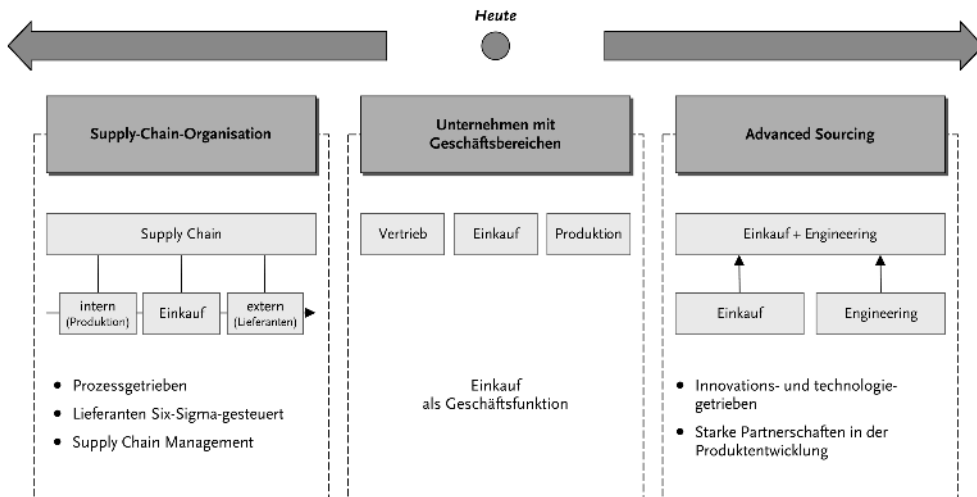 Heute
Supply-Chain-Organisation
Supply Chain
intern
(Produktion)
Einkauf
extern
(Lieferanten)
• Prozessgetrieben
• Lieferanten Six-Sigma-gesteuert
• Supply Chain Management
Unternehmen mit
Geschäftsbereichen
Vertrieb
Einkauf
Produktion
Einkauf
als Geschäftsfunktion
Advanced Sourcing
Einkauf + Engineering
Einkauf
Engineering
• Innovations- und technologie-
getrieben
• Starke Partnerschaften in der
Produktentwicklung